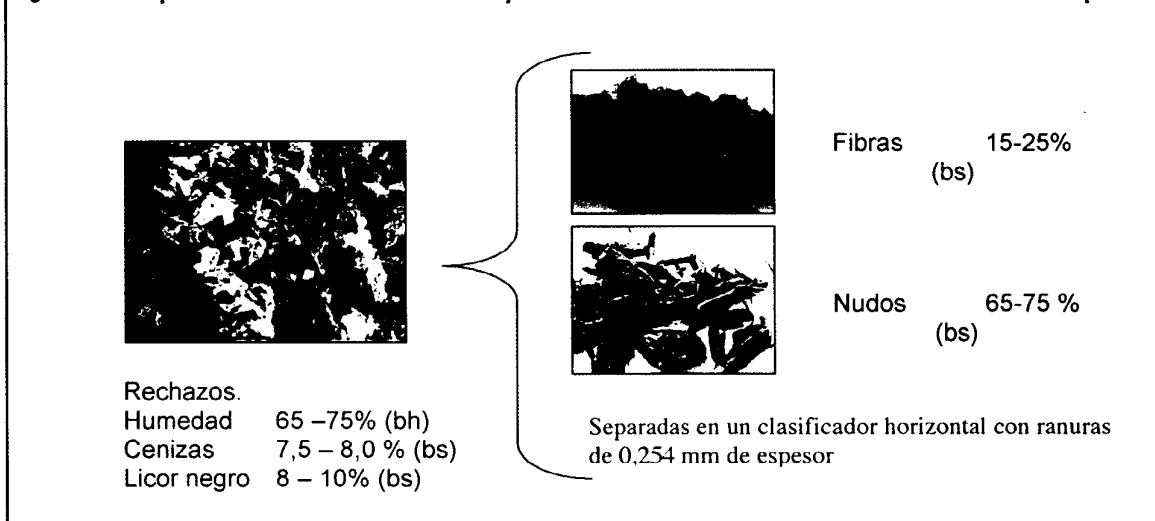 Rechazos.
Humedad 65 –75% (bh)
Cenizas 7,5 – 8,0 % (bs)
Licor negro 8 – 10% (bs)
Fibras 15-25%
(bs)
Nudos 65-75 %
(bs)
Separadas en un clasificador horizontal con ranuras
de 0,254 mm de espesor